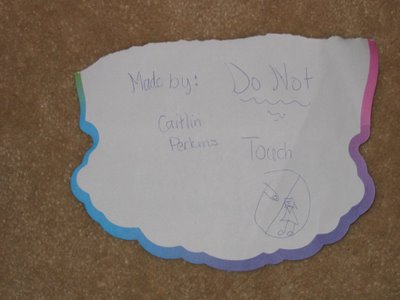 Made by:
Caitlin
Perkins
Do Not
Touch